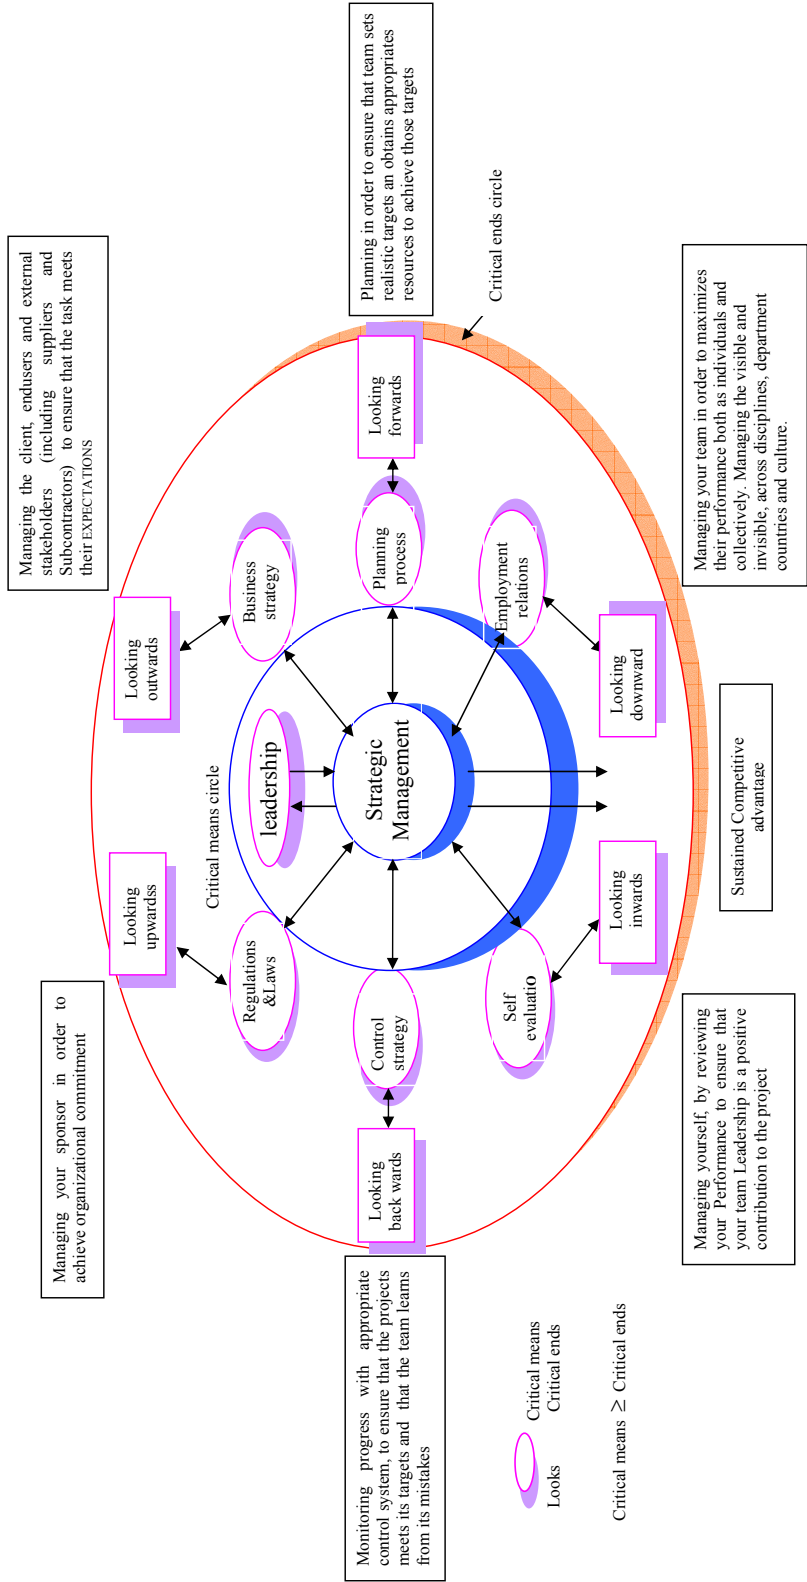 Managing your sponsor in order to
achieve organizational commitment
Managing the client, endusers and external
stakeholders (including suppliers and
Subcontractors) to ensure that the task meets
their EXPECTATIONS
Looking
upwardss
Looking
outwards
Critical means circle
Regulations
&Laws
leadership
Business
strategy
Monitoring progress with appropriate
control system, to ensure that the projects
meets its targets and that the team learns
from its mistakes
Looking
back wards
Control
strategy
Strategic
Management
Planning
process
Looking
forwards
Planning in order to ensure that team sets
realistic targets an obtains appropriates
resources to achieve those targets
Self
evaluatio
Employment
relations
Critical ends circle
Looking
inwards
Looking
downward
Managing yourself, by reviewing
your Performance to ensure that
your team Leadership is a positive
contribution to the project
Sustained Competitive
advantage
Managing your team in order to maximizes
their performance both as individuals and
collectively. Managing the visible and
invisible, across disciplines, department
countries and culture.
Critical means
Looks Critical ends
Critical means ≥ Critical ends